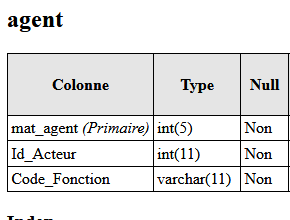 agent
Colonne Type Null
mat_agent (Primaire) int(5) Non
Id_Acteur int(11) Non
Code_Fonction varchar(11) Non